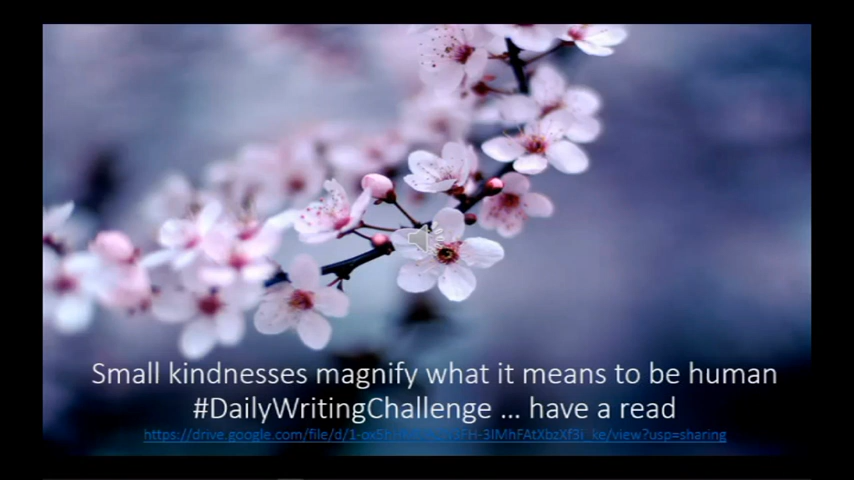 Small kindnesses magnify what it means to be human
#DailyWritingChallenge … have a read